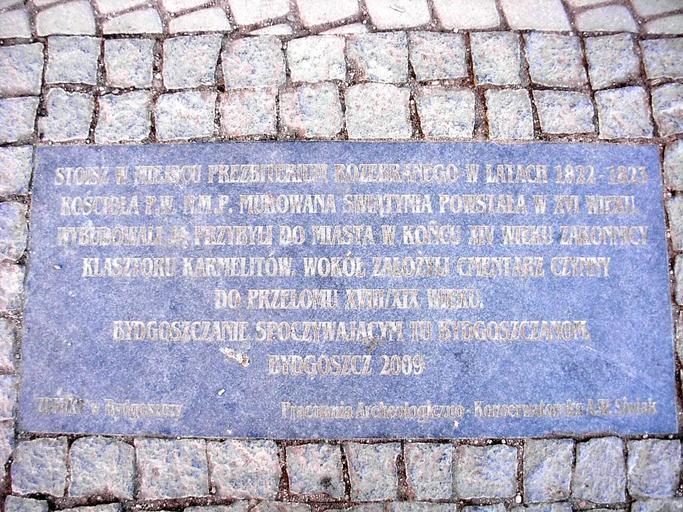 STOISZ W MIEJSCU PREZBITERIUM ROZEBRANEGO W LATACH 1822-1823
KOŚCIOŁA P.W. N.M.P. MUROWANA ŚWIĄTYNIA POWSTAŁA W XVI WIEKU.
WYBUDOWALI JĄ PRZYBYLI DO MIASTA W KOŃCU XIV WIEKU ZAKONNICY
KLASZTORU KARMELITÓW. WOKÓŁ ZAŁOŻYLI CMENTARZ CZYNNY
DO PRZEŁOMU XVIII/XIX WIEKU.
BYDGOSZCZANIE SPOCZYWAJĄCYM TU BYDGOSZCZANOM.
BYDGOSZCZ 2009
w Bydgoszczy
Pracownia Archeologiczno - Konserwatorska A&R Siwiak